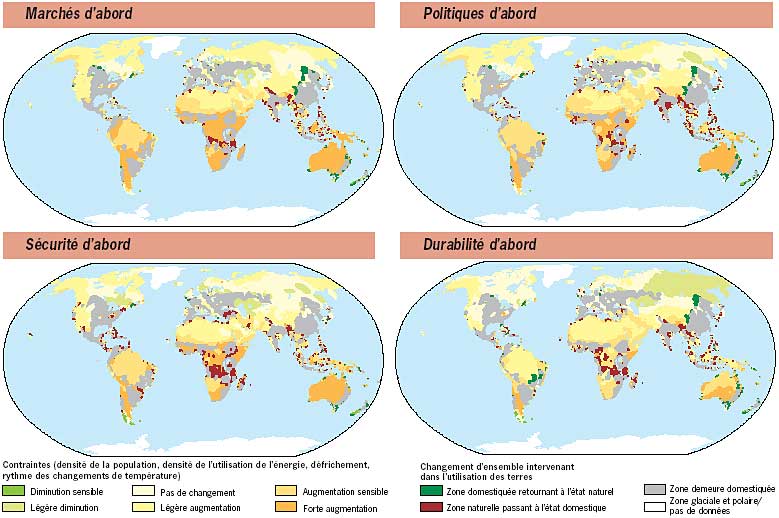 Marchés d'abord
Politiques d'abord
Sécurité d'abord
Durabilité d'abord
Contraintes (densité de la population, densité de l'utilisation de l'énergie, défrichement,
rythme des changements de température)
Diminution sensible
Pas de changement
Augmentation sensible
Légère diminution
Légère augmentation
Forte augmentation
Changement d'ensemble intervenant
dans l'utilisation des terres
Zone domestiquée retournant à l'état naturel
Zone naturelle passant à l'état domestique
Zone demeure domestiquée
Zone glaciale et polaire/
pas de données